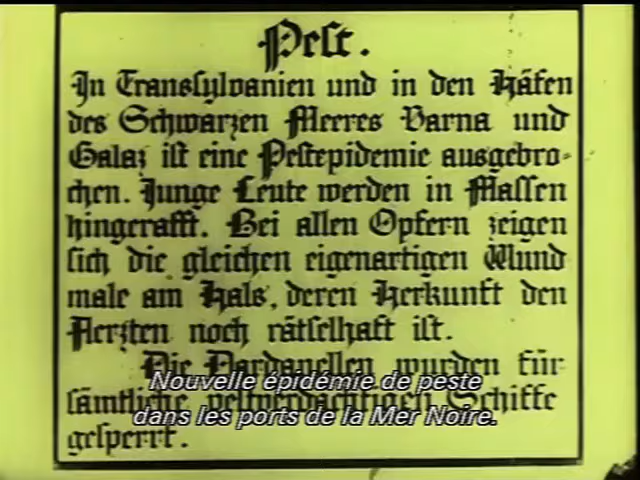 Pest.
In Transsylvanien und in den Häfen
des Schwarzen Meeres Varna und
Galaz ist eine Pestepidemie ausgebro-
chen. Junge Leute werden in Massen
hingerafft. Bei allen Opfern zeigen
sich die gleichen eigenartigen Wund
male am Hals, deren Herkunft den
Aerzten noch rätselhaft ist.
Die Dardanellen wurden für
sämtliche pestverdächtigen Schiffe
gesperrt.
Nouvelle épidémie de peste
dans les ports de la Mer Noire.